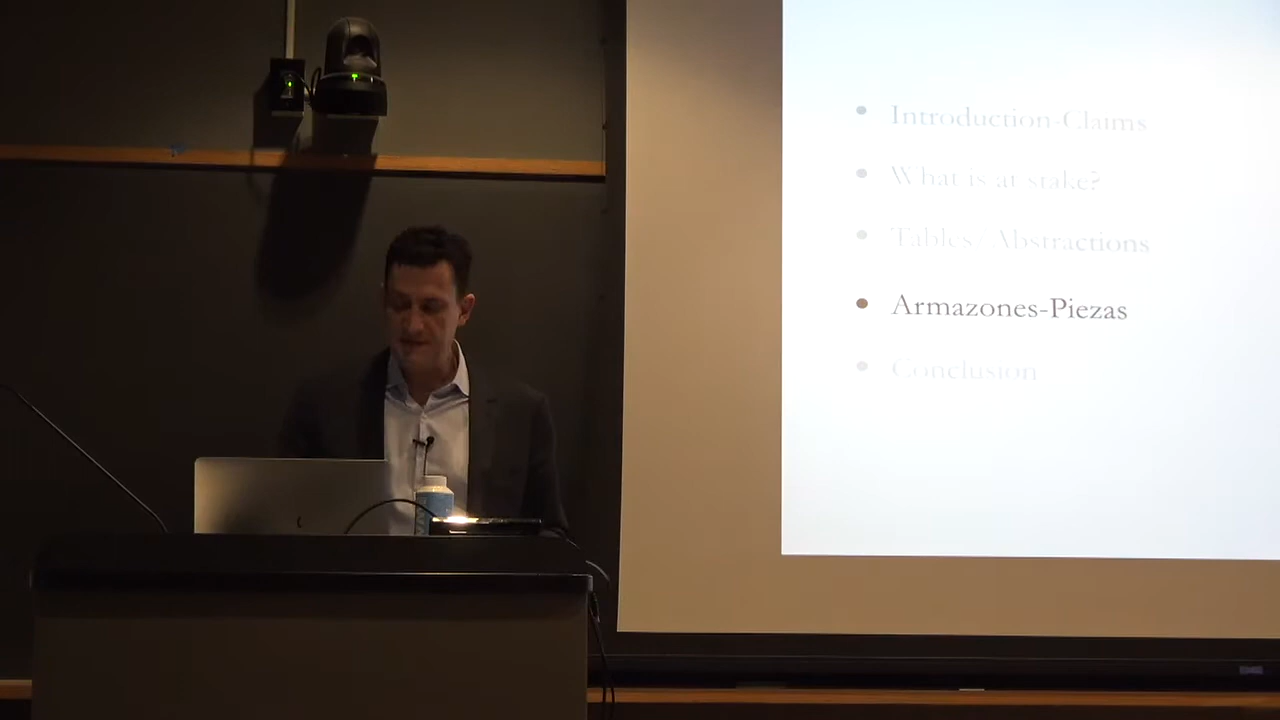 Introduction-Claims
What is at stake?
Tables-Abstractions
Armazones-Piezas
Conclusion